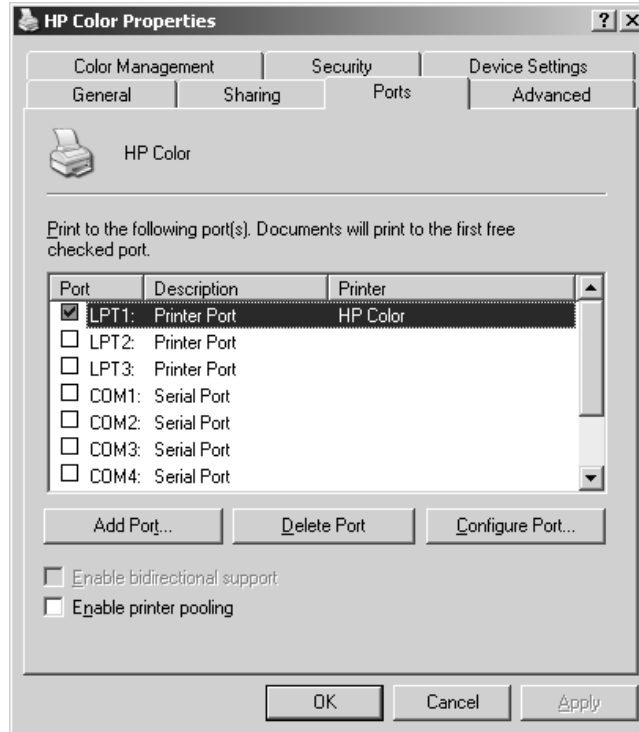 HP Color Properties
? X
Color Management Security Device Settings
General Sharing Ports Advanced
HP Color
Print to the following port(s). Documents will print to the first free
checked port.
Port Description Printer
LPT1: Printer Port HP Color
LPT2: Printer Port
LPT3: Printer Port
COM1: Serial Port
COM2: Serial Port
COM3: Serial Port
COM4: Serial Port
Add Port... Delete Port Configure Port...
Enable bidirectional support
Enable printer pooling
OK Cancel Apply